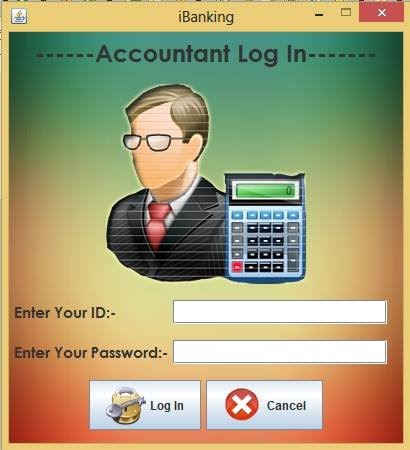 iBanking
------Accountant Log In-------
0
Enter Your ID:-
Enter Your Password:-
Log In
Cancel